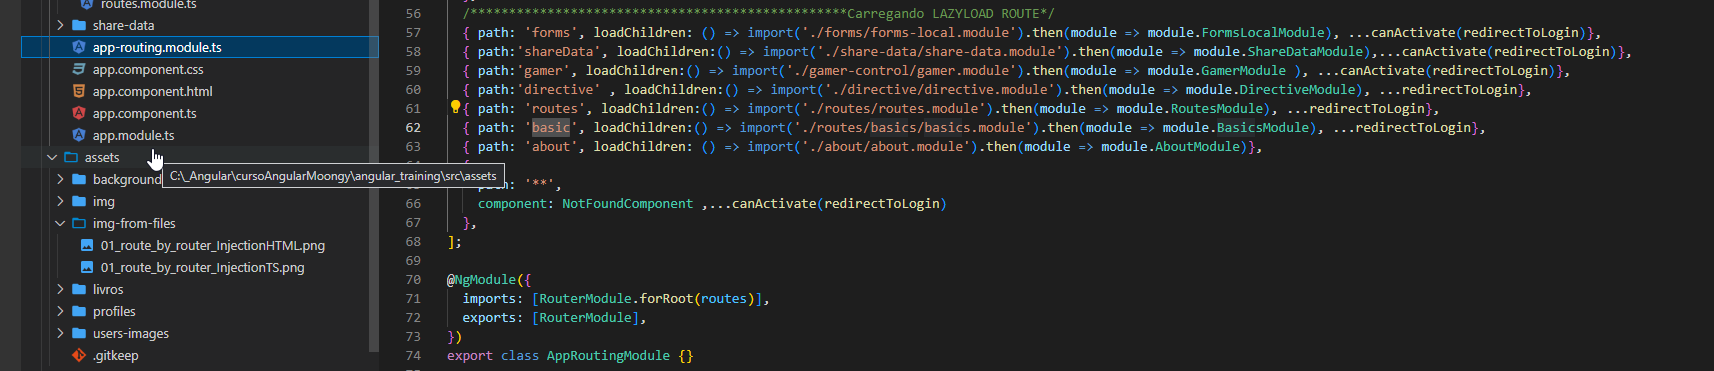 routes.module.ts
share-data
app-routing.module.ts
app.component.css
app.component.html
app.component.ts
app.module.ts
assets
background
C:\_Angular\cursoAngularMoongy\angular_training\src\assets
img
img-from-files
01_route_by_router_InjectionHTML.png
01_route_by_router_InjectionTS.png
livros
profiles
users-images
.gitkeep
56 /************************************************Carregando LAZYLOAD ROUTE*/
57 { path: 'forms', loadChildren: () => import('./forms/forms-local.module').then(module => module.FormsLocalModule), ...canActivate(redirectToLogin)},
58 { path:'shareData', loadChildren: () => import('./share-data/share-data.module').then(module => module.ShareDataModule),...canActivate(redirectToLogin)},
59 { path:'gamer', loadChildren:() => import('./gamer-control/gamer.module').then(module => module.GamerModule ), ...canActivate(redirectToLogin)},
60 { path:'directive' , loadChildren:() => import('./directive/directive.module').then(module => module.DirectiveModule), ...redirectToLogin},
61 { path: 'routes', loadChildren:() => import('./routes/routes.module').then(module => module.RoutesModule), ...redirectToLogin},
62 { path: 'basic', loadChildren:() => import('./routes/basics/basics.module').then(module => module.BasicsModule), ...redirectToLogin},
63 { path: 'about', loadChildren: () => import('./about/about.module').then(module => module.AboutModule)},
'**',
66 component: NotFoundComponent ,...canActivate(redirectToLogin)
67 },
68 ];
69
70 @NgModule({
71 imports: [RouterModule.forRoot(routes)],
72 exports: [RouterModule],
73 })
74 export class AppRoutingModule {}